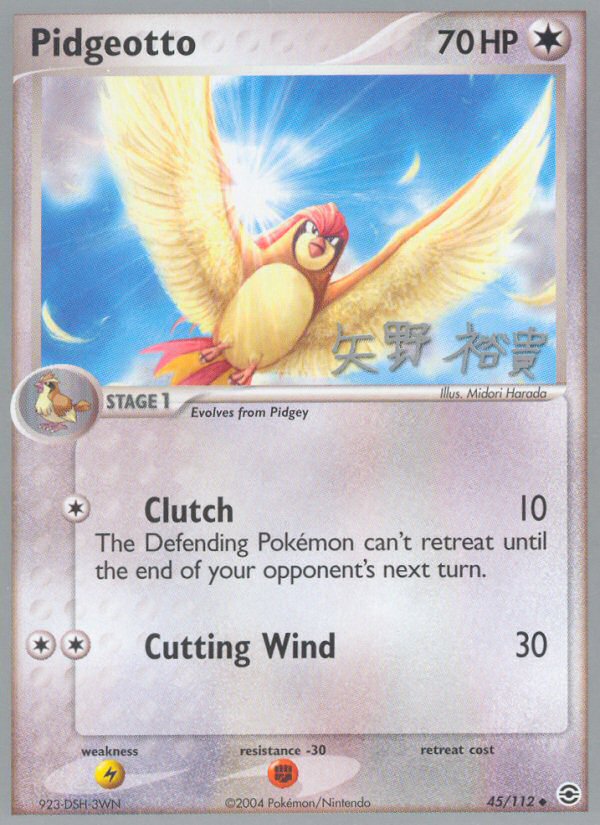 Pidgeotto 70 HP
矢野 裕貴
Illus. Midori Harada
STAGE 1
Evolves from Pidgey
Clutch 10
The Defending Pokémon can't retreat until
the end of your opponent's next turn.
Cutting Wind 30
weakness resistance -30 retreat cost
923-DSH-3WN ©2004 Pokémon/Nintendo 45/112